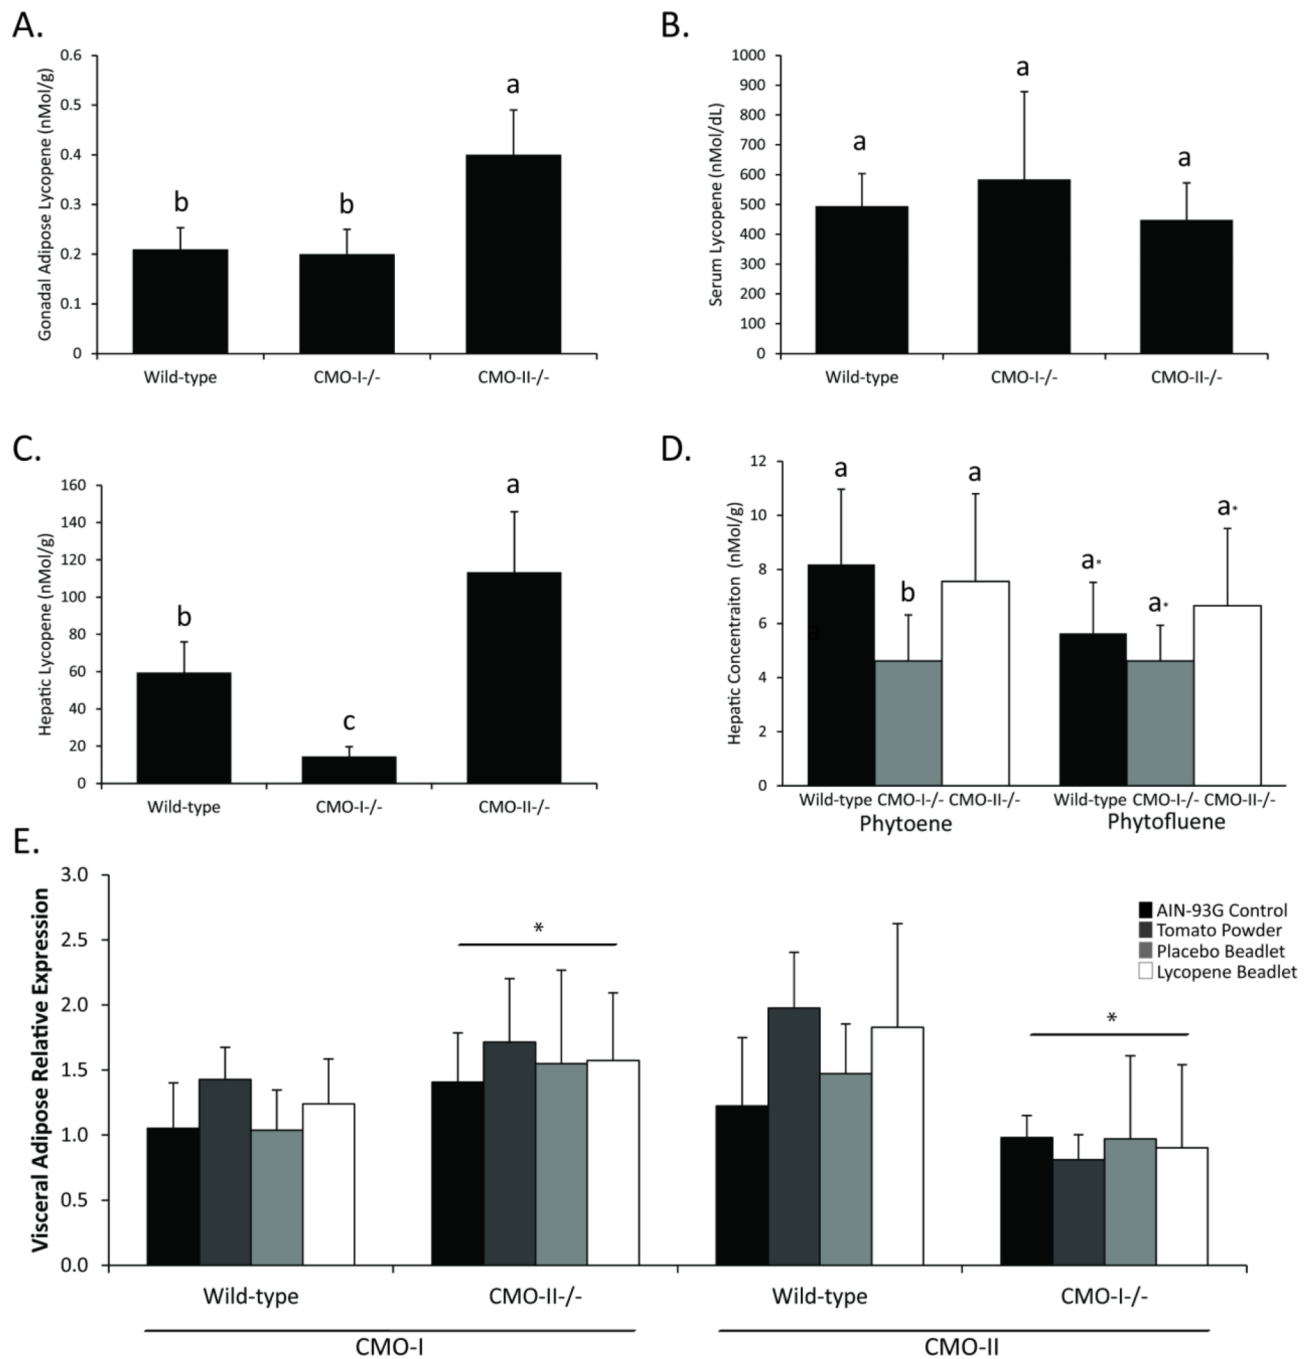 A.
Gonadal Adipose Lycopene (nMol/g)
0.6
0.5
0.4
0.3
0.2
0.1
0
b
b
a
Wild-type CMO-I-/- CMO-II-/-
B.
Serum Lycopene (nMol/dL)
1000
900
800
700
600
500
400
300
200
100
0
a
a
a
Wild-type CMO-I-/- CMO-II-/-
C.
Hepatic Lycopene (nMol/g)
160
140
120
100
80
60
40
20
0
b
c
a
Wild-type CMO-I-/- CMO-II-/-
D.
Hepatic Concentraiton (nMol/g)
12
10
8
6
4
2
0
a
a
b
a
a*
a*
a*
Wild-type CMO-I-/- CMO-II-/- Wild-type CMO-I-/- CMO-II-/-
Phytoene Phytofluene
E.
Visceral Adipose Relative Expression
3.0
2.5
2.0
1.5
1.0
0.5
0.0
*
*
AIN-93G Control
Tomato Powder
Placebo Beadlet
Lycopene Beadlet
Wild-type CMO-II-/- Wild-type CMO-I-/-
CMO-I CMO-II